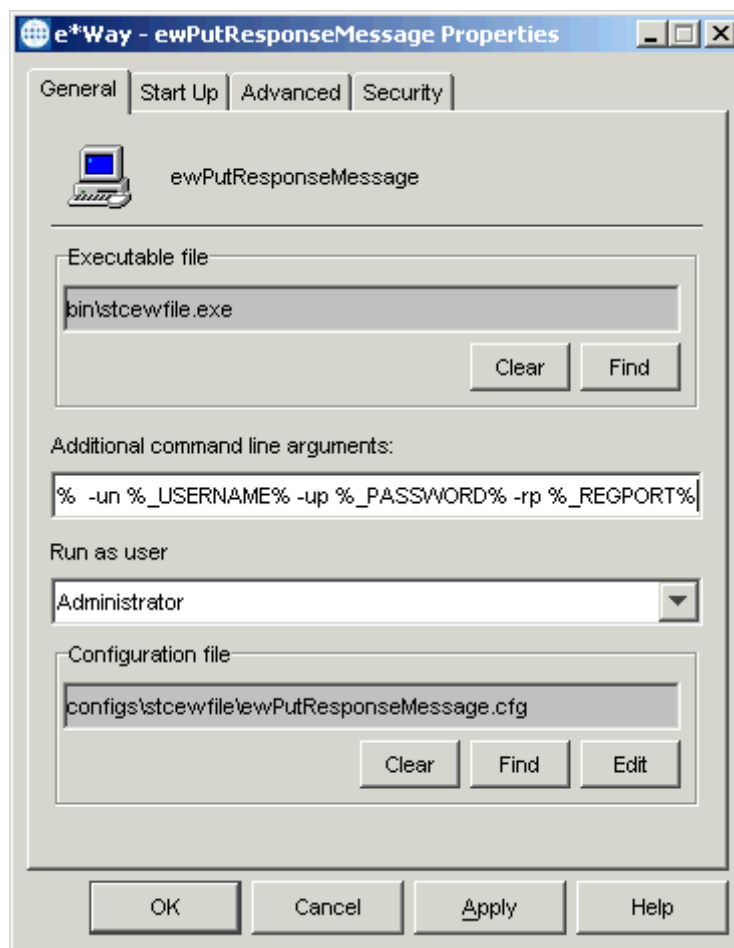 e*Way - ewPutResponseMessage Properties
General Start Up Advanced Security
ewPutResponseMessage
Executable file
bin\stcewfile.exe
Clear Find
Additional command line arguments:
% -un %_USERNAME% -up %_PASSWORD% -rp %_REGPORT%
Run as user
Administrator
Configuration file
configs\stcewfile\ewPutResponseMessage.cfg
Clear Find Edit
OK Cancel Apply Help